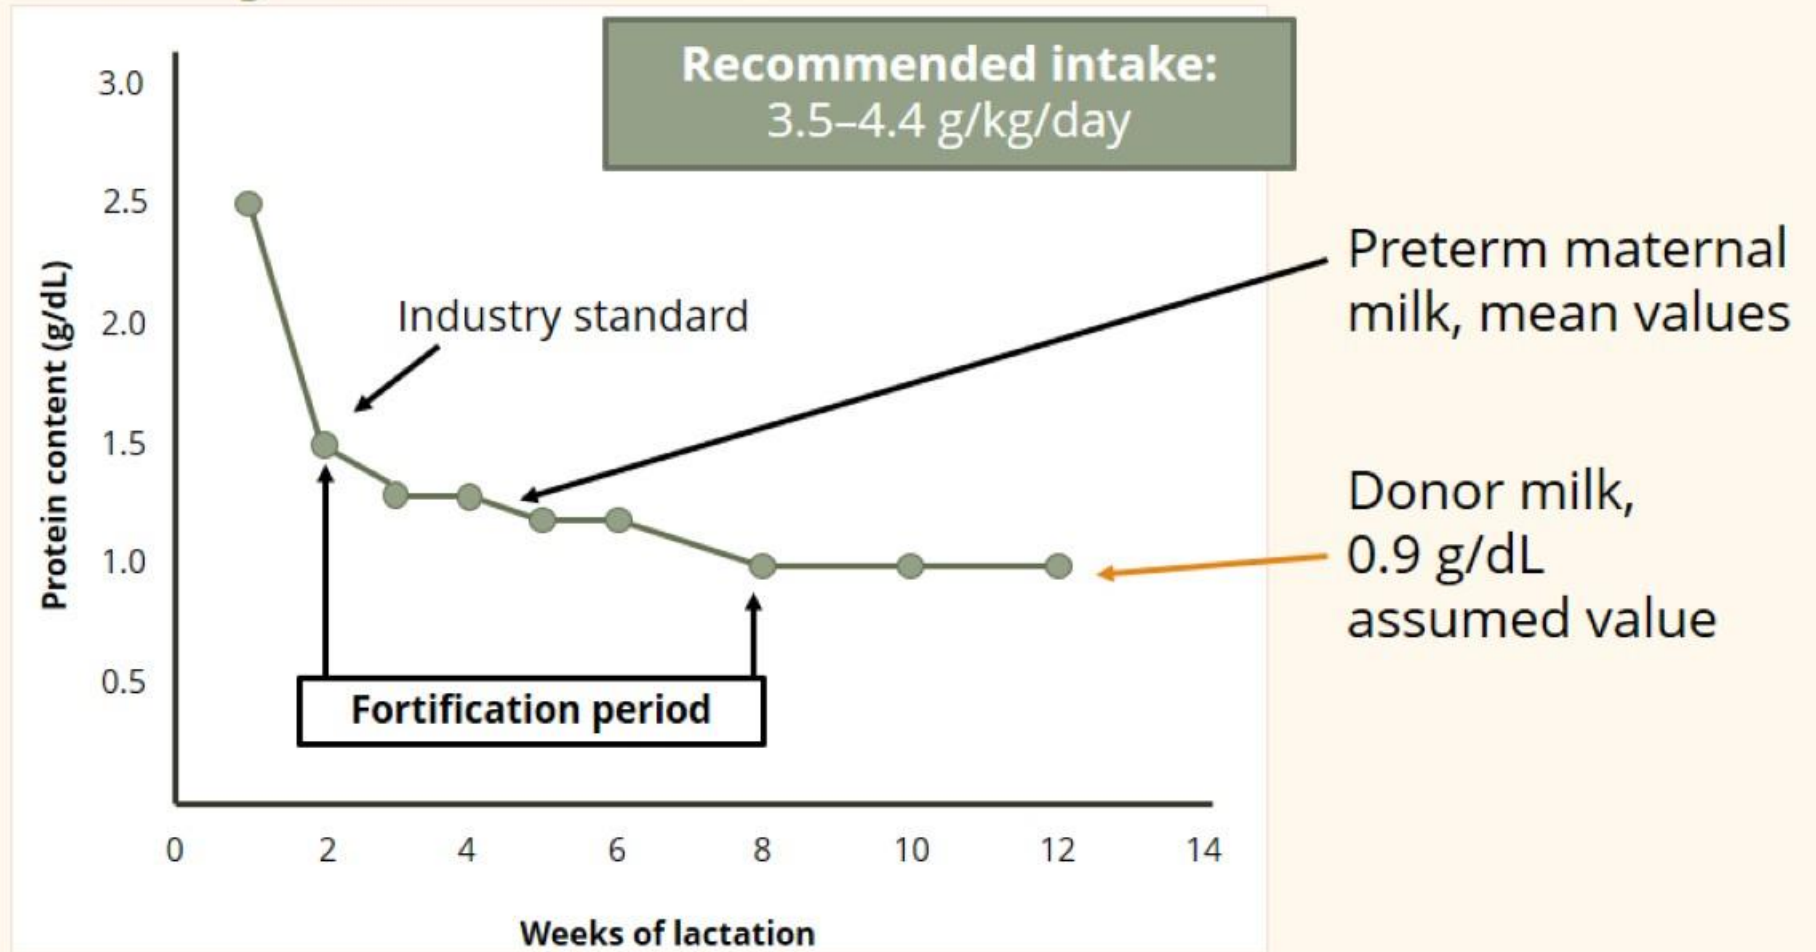 Recommended intake:
3.5–4.4 g/kg/day
3.0
2.5
2.0
1.5
1.0
0.5
Protein content (g/dL)
Industry standard
Preterm maternal
milk, mean values
Donor milk,
0.9 g/dL
assumed value
Fortification period
0 2 4 6 8 10 12 14
Weeks of lactation